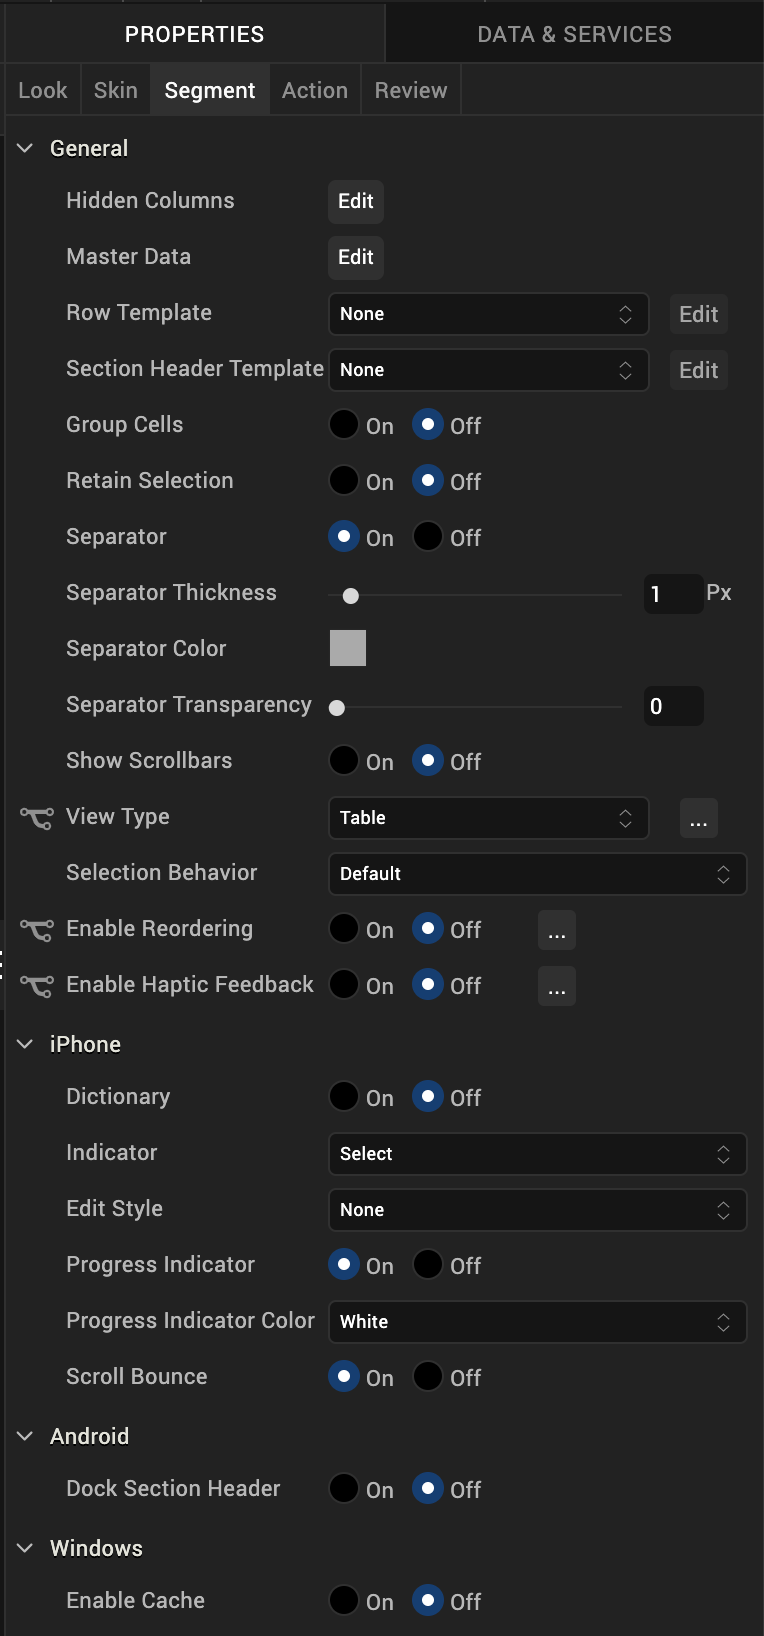 PROPERTIES DATA & SERVICES
Look Skin Segment Action Review
General
Hidden Columns Edit
Master Data Edit
Row Template None Edit
Section Header Template None Edit
Group Cells On Off
Retain Selection On Off
Separator On Off
Separator Thickness 1 Px
Separator Color
Separator Transparency 0
Show Scrollbars On Off
View Type Table ...
Selection Behavior Default
Enable Reordering On Off ...
Enable Haptic Feedback On Off ...
iPhone
Dictionary On Off
Indicator Select
Edit Style None
Progress Indicator On Off
Progress Indicator Color White
Scroll Bounce On Off
Android
Dock Section Header On Off
Windows
Enable Cache On Off